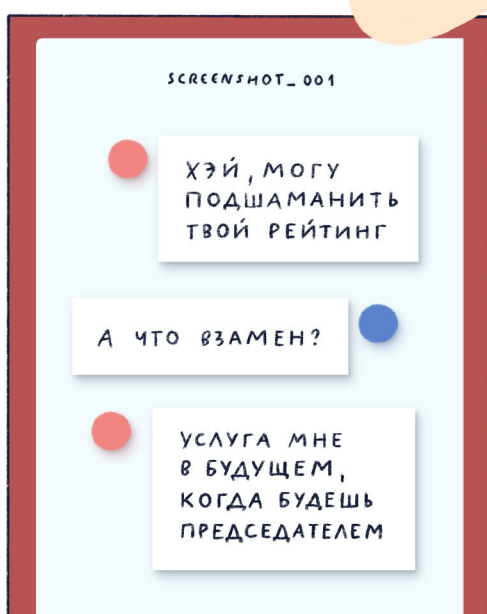 SCREENSHOT_001
ХЭЙ, МОГУ
ПОДШАМАНИТЬ
ТВОЙ РЕЙТИНГ
А ЧТО ВЗАМЕН?
УСЛУГА МНЕ
В БУДУЩЕМ,
КОГДА БУДЕШЬ
ПРЕДСЕДАТЕЛЕМ